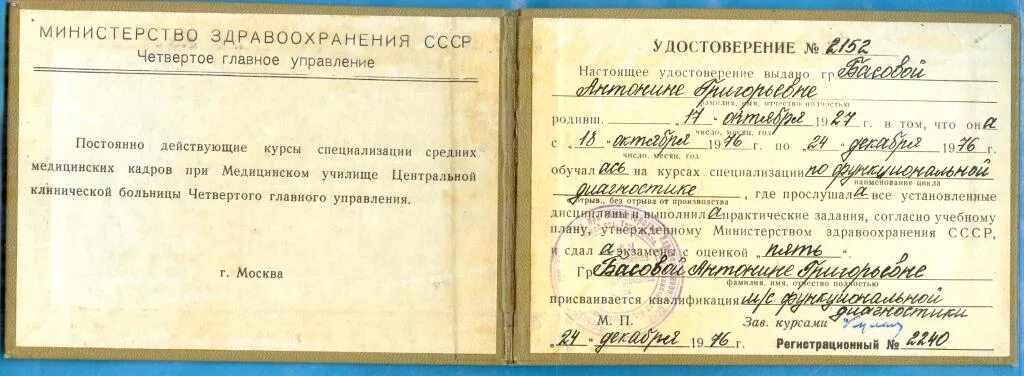 МИНИСТЕРСТВО ЗДРАВООХРАНЕНИЯ СССР
Четвертое главное управление
Постоянно действующие курсы специализации средних
медицинских кадров при Медицинском училище Центральной
клинической больницы Четвертого главного управления.
г. Москва
УДОСТОВЕРЕНИЕ № 2152
Настоящее удостоверение выдано гр. Басовой
Антонине Григорьевне
фамилия, имя, отчество полностью
родивш. „17" октября 1927 г. в том, что она
число, месяц, год
с „18" октября 1976 г. по „24" декабря 1976 г.
число, месяц, год
обучалась на курсах специализации по функциональной
наименование цикла
диагностике, где прослушала все установленные
с отрыв., без отрыва от производства
дисциплины и выполнила практические задания, согласно учебному
плану, утвержденному Министерством здравоохранения СССР,
и сдала экзамены с оценкой „пять".
Гр. Басовой Антонине Григорьевне
фамилия, имя, отчество полностью
присваивается квалификация м/с функциональной
диагностики
М. П. Зав. курсами
„24" декабря 1976 г. Регистрационный № 2240